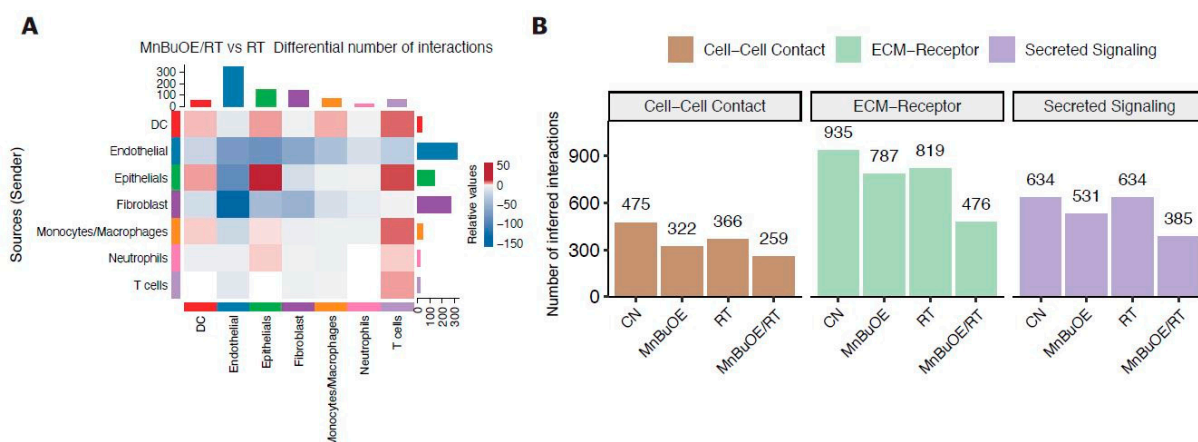 A
MnBuOE/RT vs RT Differential number of interactions
300
200
100
0
Sources (Sender)
DC
Endothelial
Epithelials
Fibroblast
Monocytes/Macrophages
Neutrophils
T cells
DC
Endothelial
Epithelials
Fibroblast
Monocytes/Macrophages
Neutrophils
T cells
0
100
200
300
Relative values
50
0
−50
−100
−150
B
Cell−Cell Contact
ECM−Receptor
Secreted Signaling
Cell−Cell Contact
ECM−Receptor
Secreted Signaling
Number of inferred interactions
900
600
300
0
475
322
366
259
935
787
819
476
634
531
634
385
CN
MnBuOE
RT
MnBuOE/RT
CN
MnBuOE
RT
MnBuOE/RT
CN
MnBuOE
RT
MnBuOE/RT